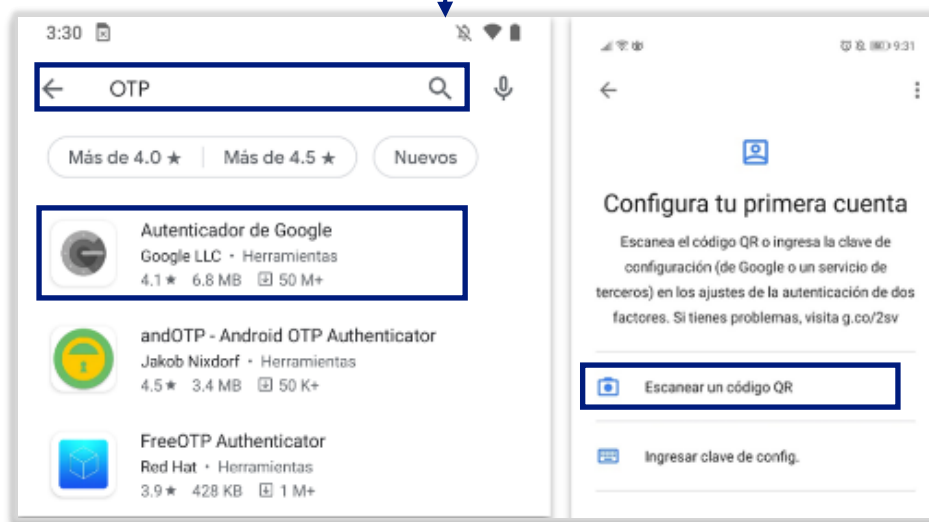 3:30
OTP
Más de 4.0 ★ Más de 4.5 ★ Nuevos
Autenticador de Google
Google LLC • Herramientas
4.1 ★ 6.8 MB 50 M+
andOTP - Android OTP Authenticator
Jakob Nixdorf • Herramientas
4.5 ★ 3.4 MB 50 K+
FreeOTP Authenticator
Red Hat • Herramientas
3.9 ★ 428 KB 1 M+
9:31
Configura tu primera cuenta
Escanea el código QR o ingresa la clave de
configuración (de Google o un servicio de
terceros) en los ajustes de la autenticación de dos
factores. Si tienes problemas, visita g.co/2sv
Escanear un código QR
Ingresar clave de config.